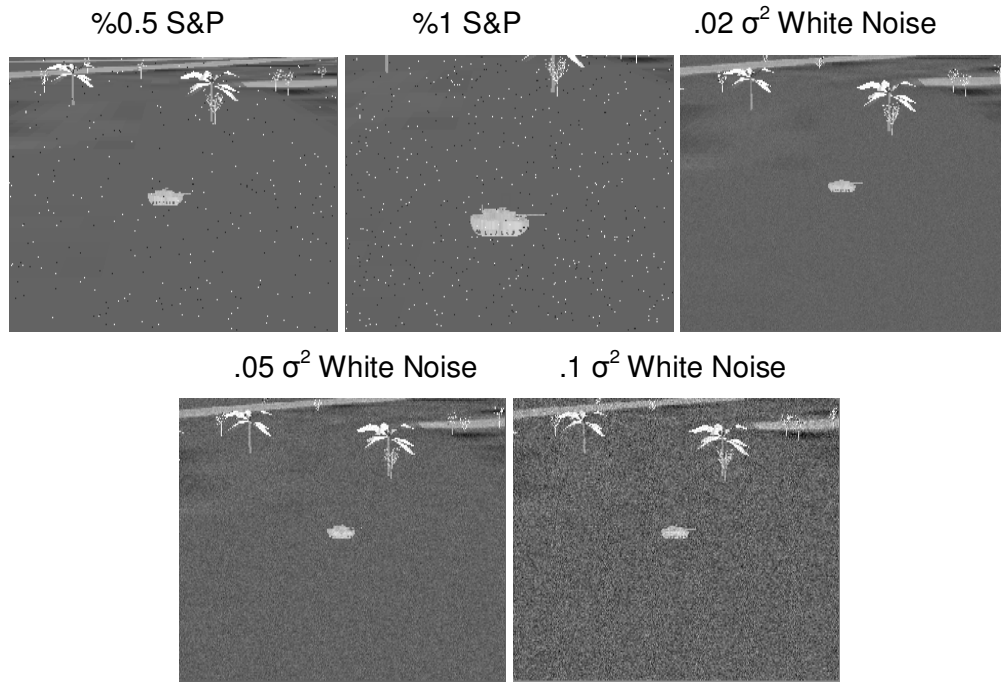 %0.5 S&P
%1 S&P
.02 σ² White Noise
.05 σ² White Noise
.1 σ² White Noise